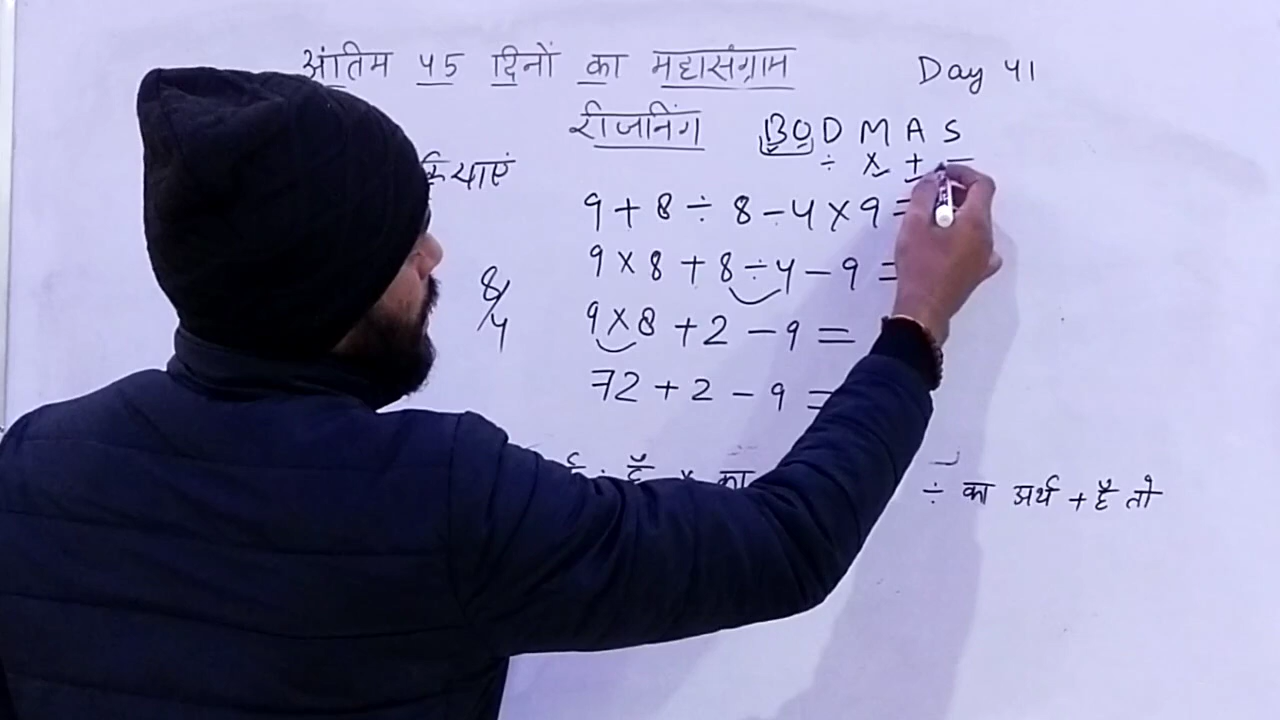 अंतिम 45 दिनों का महासंग्राम Day 41
रीजनिंग BODMAS
÷ × + −
9 + 8 ÷ 8 − 4 × 9 =
9 × 8 + 8 ÷ 4 − 9 =
8/4
9 × 8 + 2 − 9 =
72 + 2 − 9 =
÷ का अर्थ + है तो